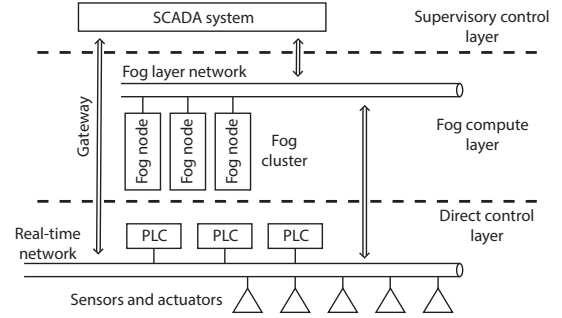 SCADA system
Supervisory control
layer
Fog layer network
Gateway
Fog node
Fog node
Fog node
Fog
cluster
Fog compute
layer
Direct control
layer
Real-time
network
PLC
PLC
PLC
Sensors and actuators